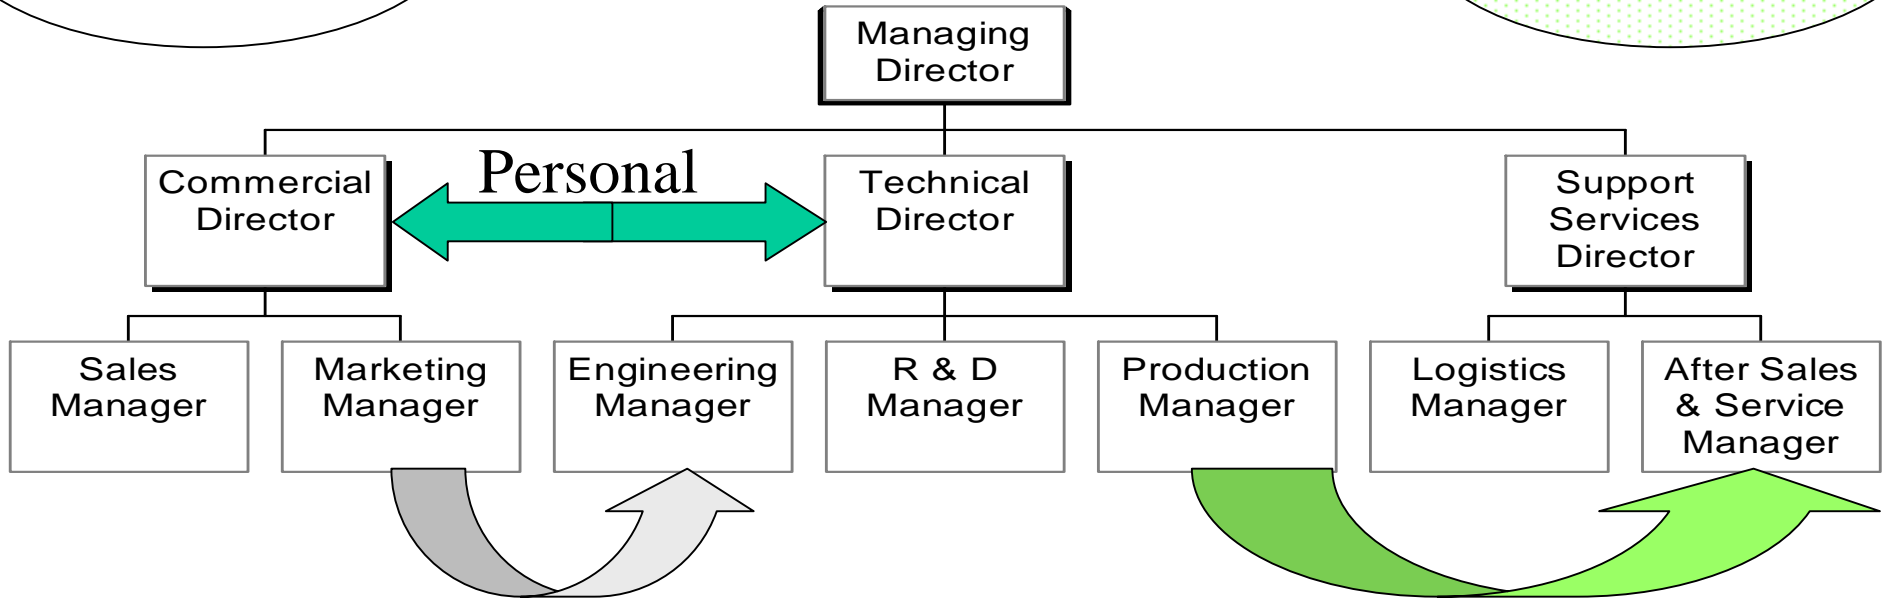 Managing
Director
Commercial
Director
Personal
Technical
Director
Support
Services
Director
Sales
Manager
Marketing
Manager
Engineering
Manager
R & D
Manager
Production
Manager
Logistics
Manager
After Sales
& Service
Manager